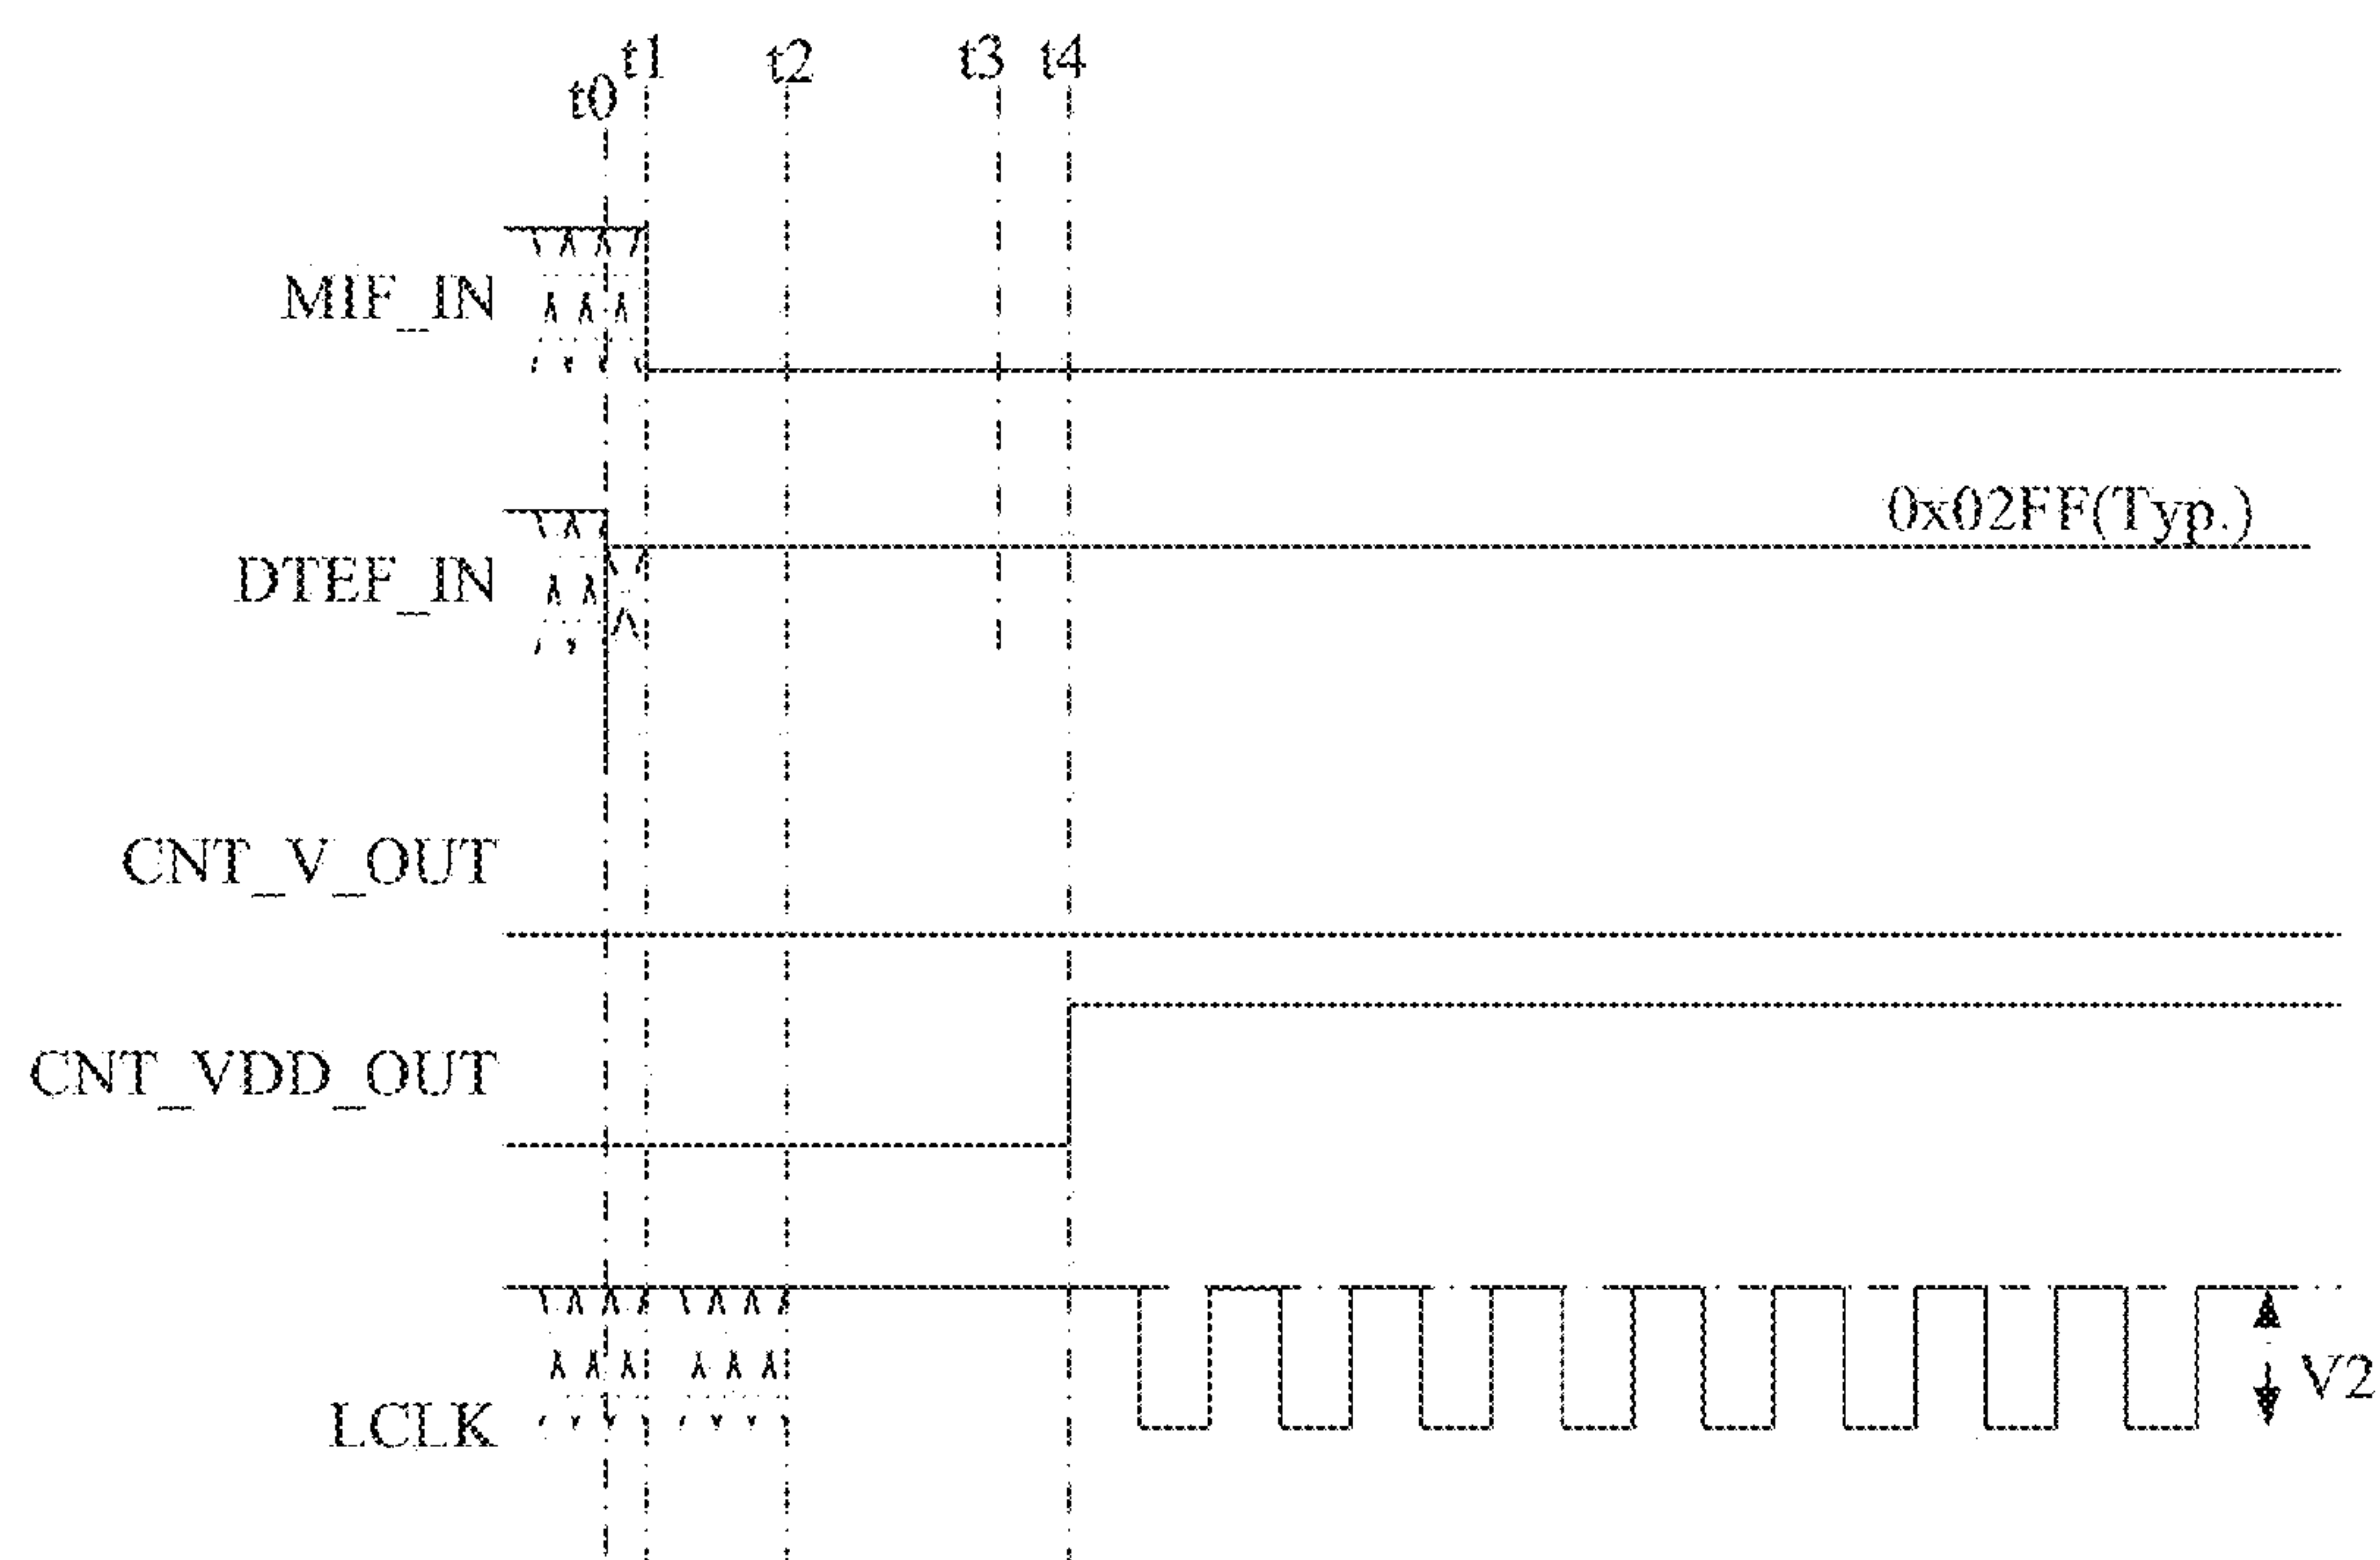 t0 t1 t2 t3 t4
MIF_IN
0x02FF(Typ.)
DTEF_IN
CNT_V_OUT
CNT_VDD_OUT
V2
LCLK